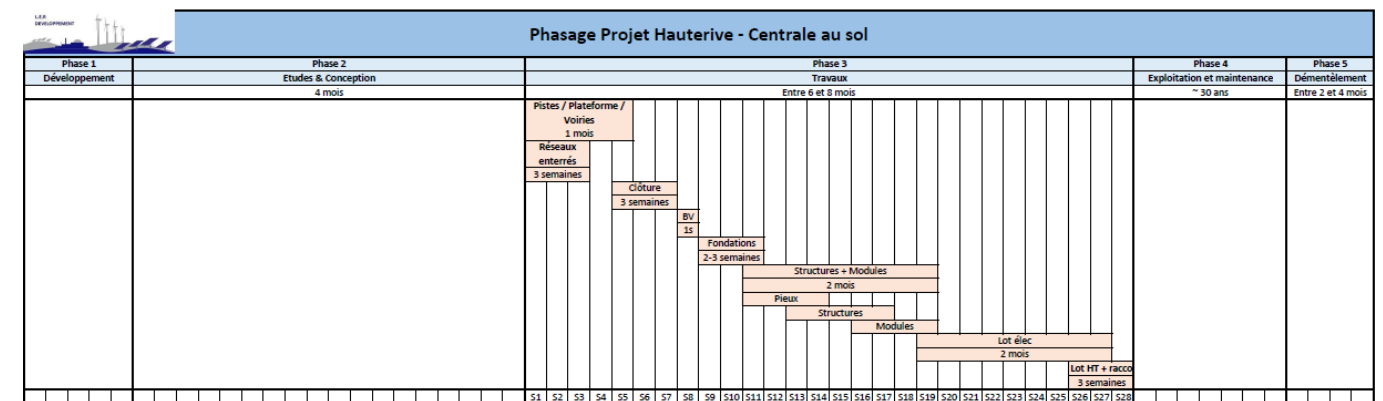 L.E.R
DEVELOPPEMENT
Phasage Projet Hauterive - Centrale au sol
Phase 1 Phase 2 Phase 3 Phase 4 Phase 5
Développement Etudes & Conception Travaux Exploitation et maintenance Démentèlement
4 mois Entre 6 et 8 mois ~ 30 ans Entre 2 et 4 mois
Pistes / Plateforme /
Voiries
1 mois
Réseaux
enterrés
3 semaines
Clôture
3 semaines
BV
1s
Fondations
2-3 semaines
Structures + Modules
2 mois
Pieux
Structures
Modules
Lot élec
2 mois
Lot HT + racco
3 semaines
S1 S2 S3 S4 S5 S6 S7 S8 S9 S10 S11 S12 S13 S14 S15 S16 S17 S18 S19 S20 S21 S22 S23 S24 S25 S26 S27 S28